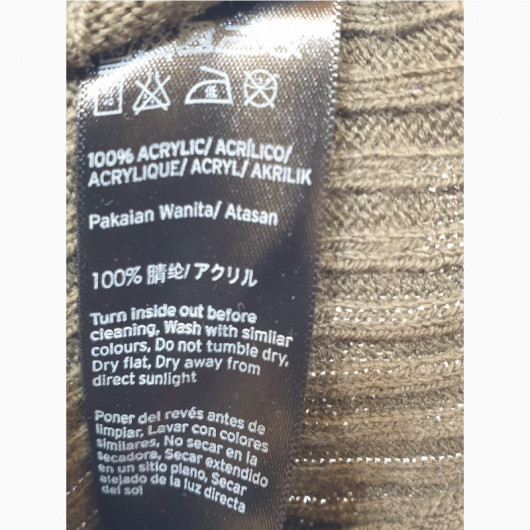 100% ACRYLIC/ ACRÍLICO/
ACRYLIQUE/ ACRYL/ AKRILIK
Pakaian Wanita/ Atasan
100% 腈纶/アクリル
Turn inside out before
cleaning, Wash with similar
colours, Do not tumble dry,
Dry flat, Dry away from
direct sunlight
Poner del revés antes de
limpiar, Lavar con colores
similares, No secar en la
secadora, Secar extendido
en un sitio plano, Secar
alejado de la luz directa
del sol